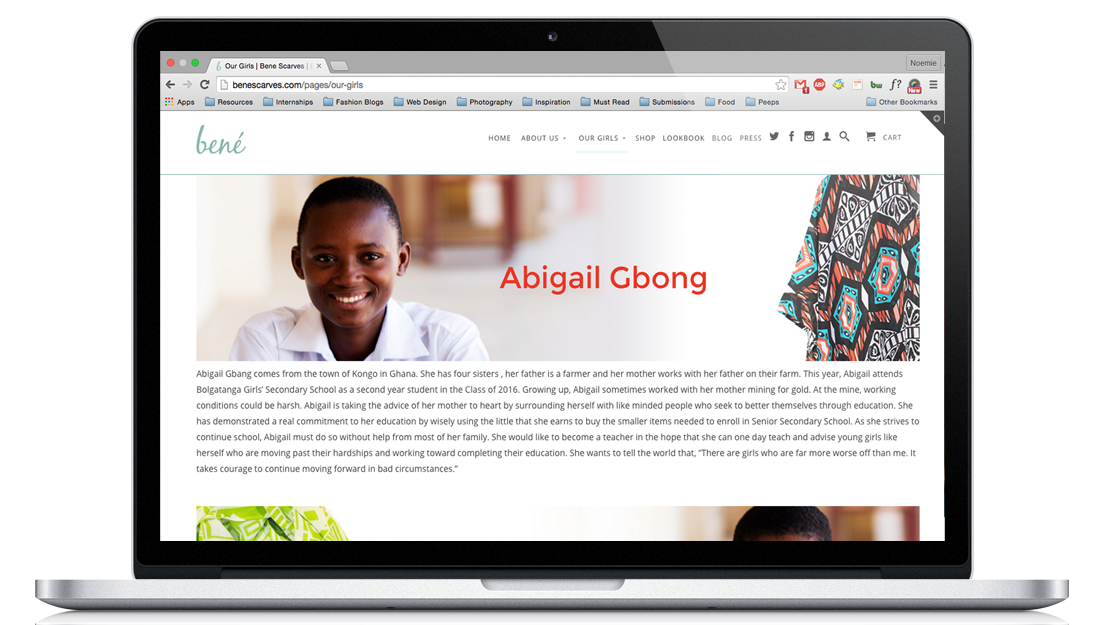 Our Girls | Bene Scarves |
Noemie
benescarves.com/pages/our-girls
Apps Resources Internships Fashion Blogs Web Design Photography Inspiration Must Read Submissions Food Peeps Other Bookmarks
bené
HOME ABOUT US OUR GIRLS SHOP LOOKBOOK BLOG PRESS CART
Abigail Gbong
Abigail Gbang comes from the town of Kongo in Ghana. She has four sisters , her father is a farmer and her mother works with her father on their farm. This year, Abigail attends
Bolgatanga Girls' Secondary School as a second year student in the Class of 2016. Growing up, Abigail sometimes worked with her mother mining for gold. At the mine, working
conditions could be harsh. Abigail is taking the advice of her mother to heart by surrounding herself with like minded people who seek to better themselves through education. She
has demonstrated a real commitment to her education by wisely using the little that she earns to buy the smaller items needed to enroll in Senior Secondary School. As she strives to
continue school, Abigail must do so without help from most of her family. She would like to become a teacher in the hope that she can one day teach and advise young girls like
herself who are moving past their hardships and working toward completing their education. She wants to tell the world that, "There are girls who are far more worse off than me. It
takes courage to continue moving forward in bad circumstances."